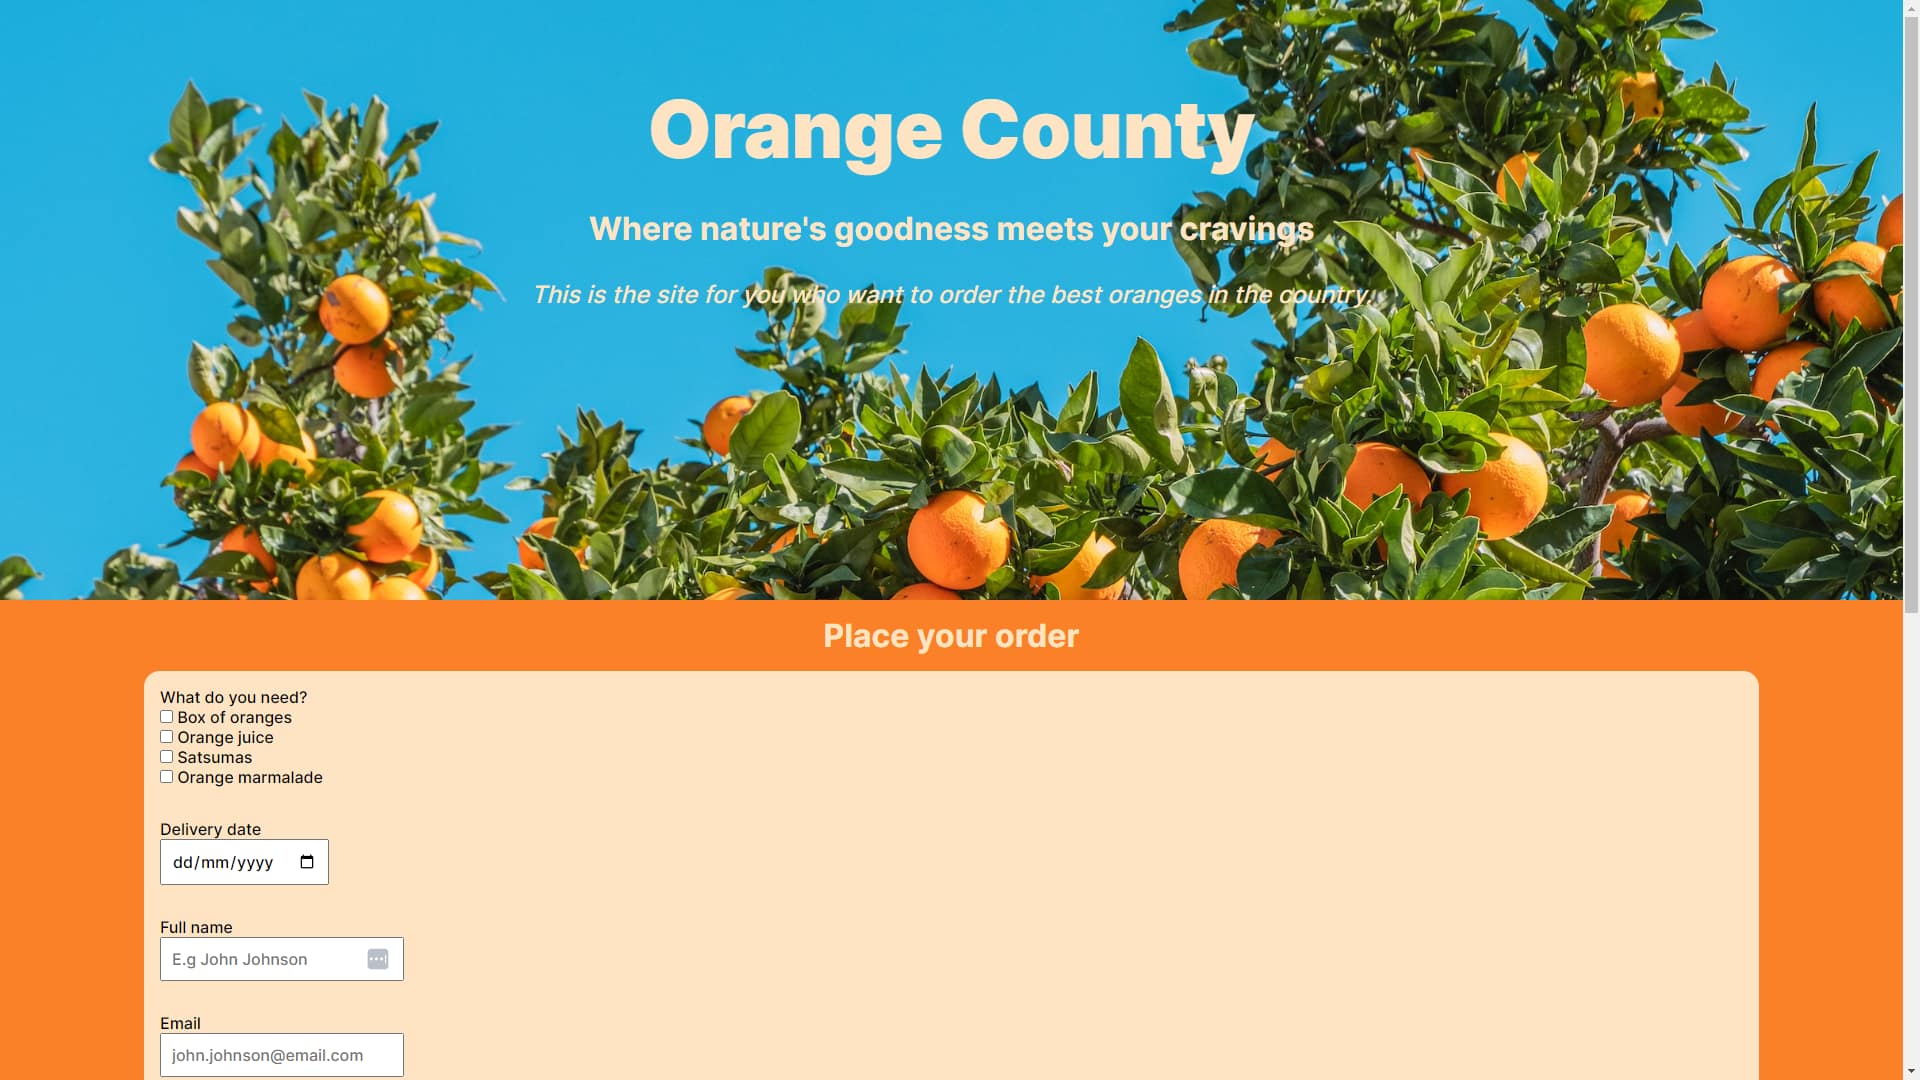 Orange County
Where nature's goodness meets your cravings
This is the site for you who want to order the best oranges in the country.
Place your order
What do you need?
Box of oranges
Orange juice
Satsumas
Orange marmalade
Delivery date
dd/mm/yyyy
Full name
E.g John Johnson
Email
john.johnson@email.com